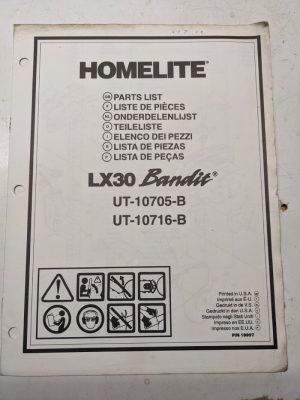 HOMELITE®
GB PARTS LIST
F LISTE DE PIÈCES
NL ONDERDELENLIJST
D TEILELISTE
I ELENCO DEI PEZZI
E LISTA DE PIEZAS
P LISTA DE PEÇAS
LX30 Bandit®
UT-10705-B
UT-10716-B
Printed in U.S.A.
Imprimé aux É.-U.
Gedrukt in de V.S.
Gedruckt in den U.S.A.
Stampato negli Stati Uniti
Impreso en EE.UU.
Impresso nos E.U.A.